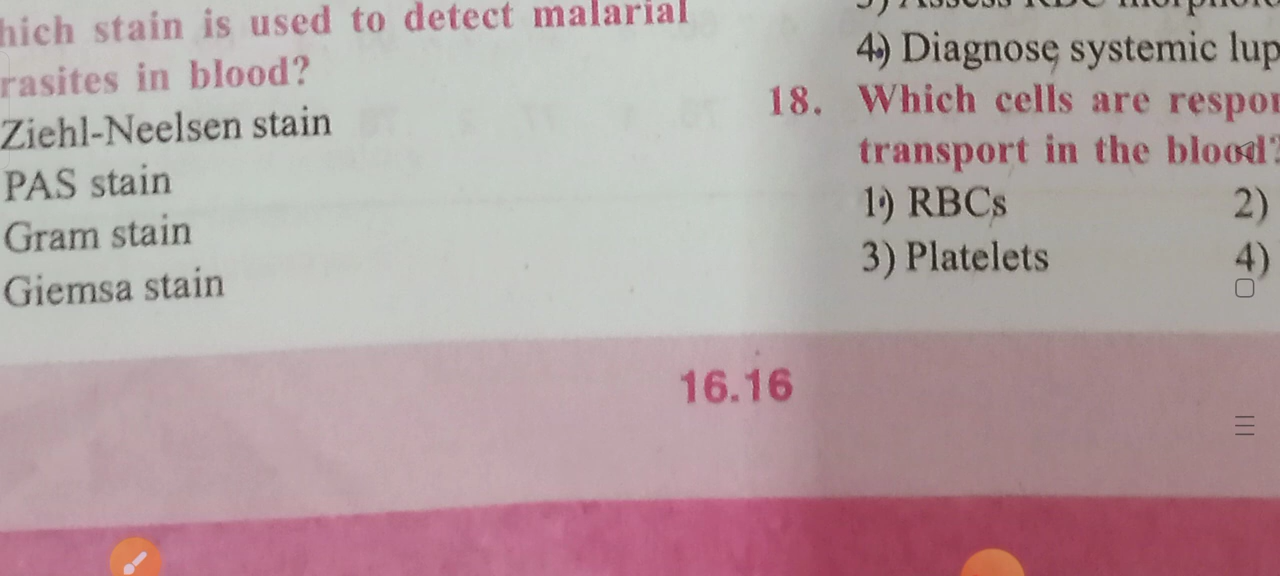 hich stain is used to detect malarial
rasites in blood?
Ziehl-Neelsen stain
PAS stain
Gram stain
Giemsa stain
4) Diagnose systemic lup
18. Which cells are respon
transport in the blood?
1) RBCs 2)
3) Platelets 4)
16.16